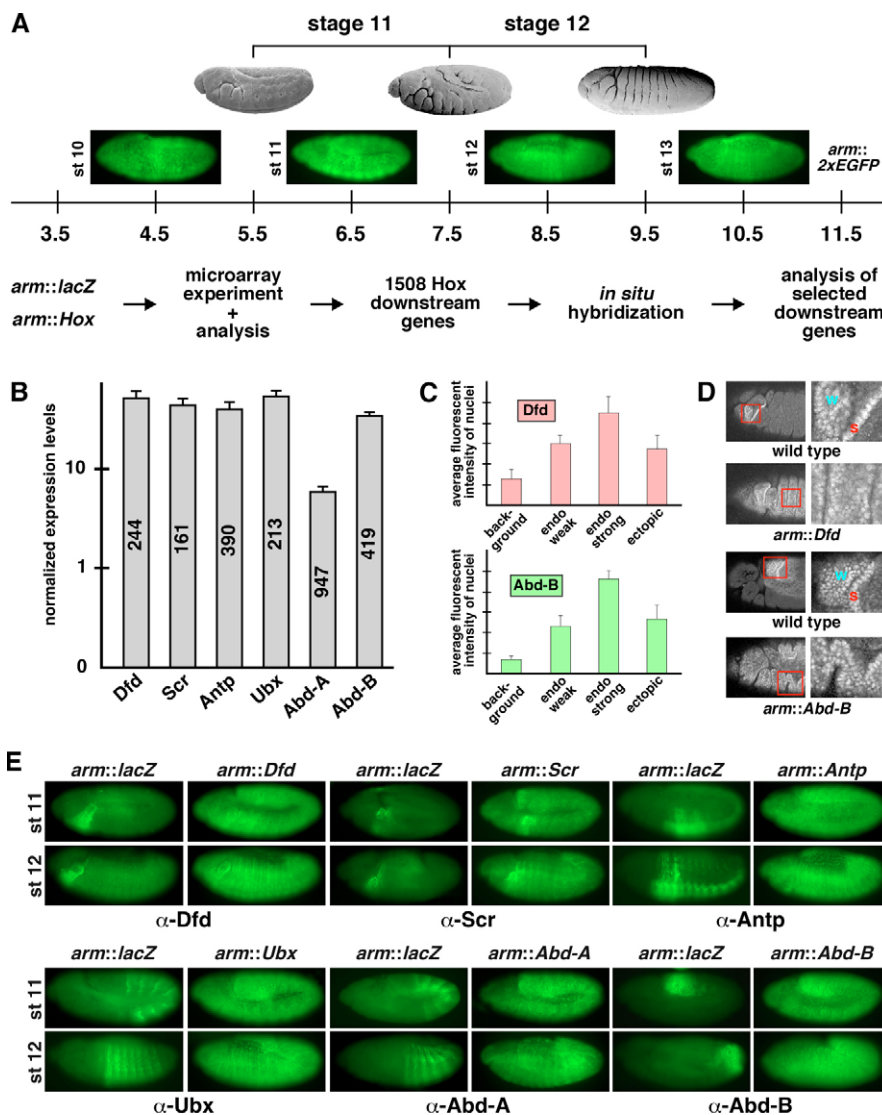 A
stage 11 stage 12
st 10 st 11 st 12 st 13
arm::
2xEGFP
3.5 4.5 5.5 6.5 7.5 8.5 9.5 10.5 11.5
arm::lacZ
arm::Hox
microarray
experiment
+
analysis
1508 Hox
downstream
genes
in situ
hybridization
analysis of
selected
downstream
genes
B
normalized expression levels
10
1
0
244 161 390 213 947 419
Dfd Scr Antp Ubx Abd-A Abd-B
C
average fluorescent
intensity of nuclei
Dfd
back-
ground
endo
weak
endo
strong
ectopic
average fluorescent
intensity of nuclei
Abd-B
back-
ground
endo
weak
endo
strong
ectopic
D
w
s
wild type
arm::Dfd
w
s
wild type
arm::Abd-B
E
arm::lacZ arm::Dfd arm::lacZ arm::Scr arm::lacZ arm::Antp
st 11
st 12
α-Dfd α-Scr α-Antp
arm::lacZ arm::Ubx arm::lacZ arm::Abd-A arm::lacZ arm::Abd-B
st 11
st 12
α-Ubx α-Abd-A α-Abd-B